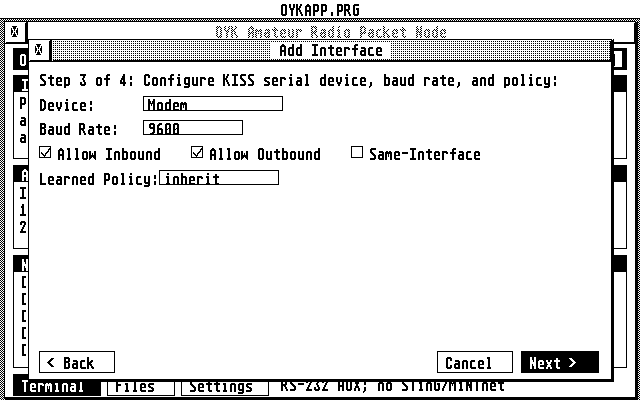 OYKAPP.PRG
OYK Amateur Radio Packet Node
Add Interface
Step 3 of 4: Configure KISS serial device, baud rate, and policy:
Device: Modem
Baud Rate: 9600
Allow Inbound Allow Outbound Same-Interface
Learned Policy: inherit
< Back Cancel Next >
Terminal Files Settings RS-232 AUX; no STinG/MiNTnet